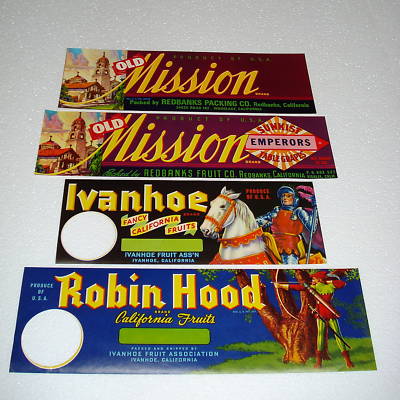 PRODUCT OF U.S.A.
OLD
Mission
BRAND
Packed by REDBANKS PACKING CO. Redbanks, California
PRODUCT OF U.S.A.
OLD
Mission
BRAND
SUNKIST
EMPERORS
TABLE GRAPES
Packed by REDBANKS FRUIT CO. REDBANKS, CALIFORNIA
Ivanhoe
BRAND
FANCY
CALIFORNIA
FRUITS
PRODUCE
OF U.S.A.
IVANHOE FRUIT ASS'N
IVANHOE, CALIFORNIA
PRODUCE
OF
U.S.A.
Robin Hood
BRAND
California Fruits
PACKED AND SHIPPED BY
IVANHOE FRUIT ASSOCIATION
IVANHOE, CALIFORNIA